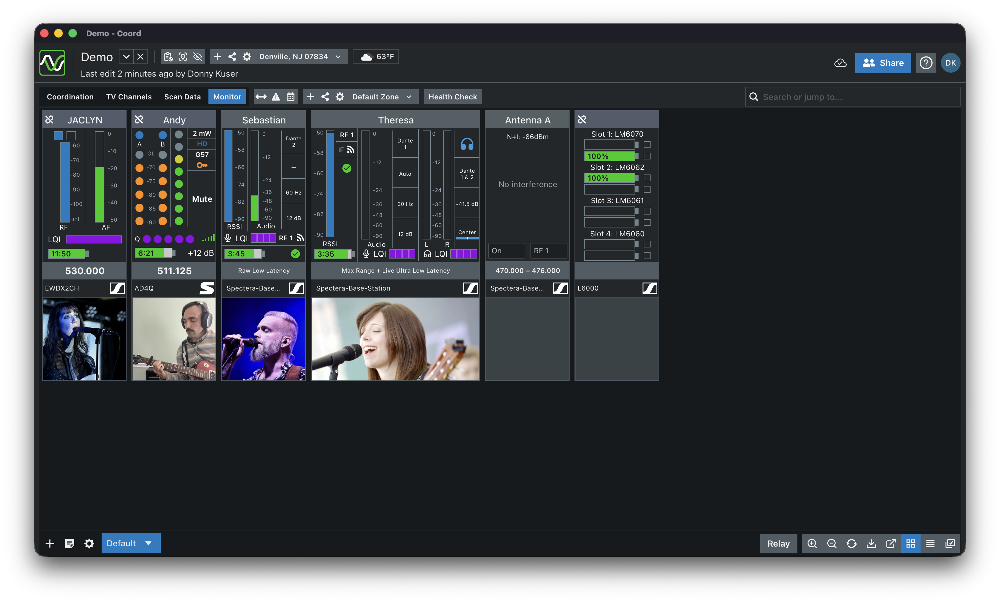 Demo - Coord
Demo
Denville, NJ 07834
63°F
Last edit 2 minutes ago by Donny Kuser
Share
DK
Coordination
TV Channels
Scan Data
Monitor
Default Zone
Health Check
Search or jump to...
JACLYN
-60
-70
-80
-90
-100
-inf
RF
0
-10
-20
-30
-40
-50
AF
LQI
11:50
530.000
EWDX2CH
Andy
A
B
OL
-70
-75
-80
-85
-90
2 mW
HD
G57
Mute
Q
6:21
+12 dB
511.125
AD4Q
Sebastian
-50
-58
-66
-74
-82
-90
RSSI
0
-12
-24
-36
-48
-60
-90
Audio
Dante
2
–
60 Hz
12 dB
LQI
RF 1
3:45
Raw Low Latency
Spectera-Base...
Theresa
-50
-58
-66
-74
-82
-90
RSSI
RF 1
IF
0
-12
-24
-36
-48
-60
-90
Audio
Dante
1
Auto
20 Hz
12 dB
0
-12
-24
-36
-48
-60
-90
L
R
Dante
1 & 2
-41.5 dB
Center
3:35
LQI
LQI
Max Range + Live Ultra Low Latency
Spectera-Base-Station
Antenna A
N+I: -86dBm
No interference
On
RF 1
470.000 – 476.000
Spectera-Base...
Slot 1: LM6070
100%
Slot 2: LM6062
100%
Slot 3: LM6061
Slot 4: LM6060
L6000
Default
Relay